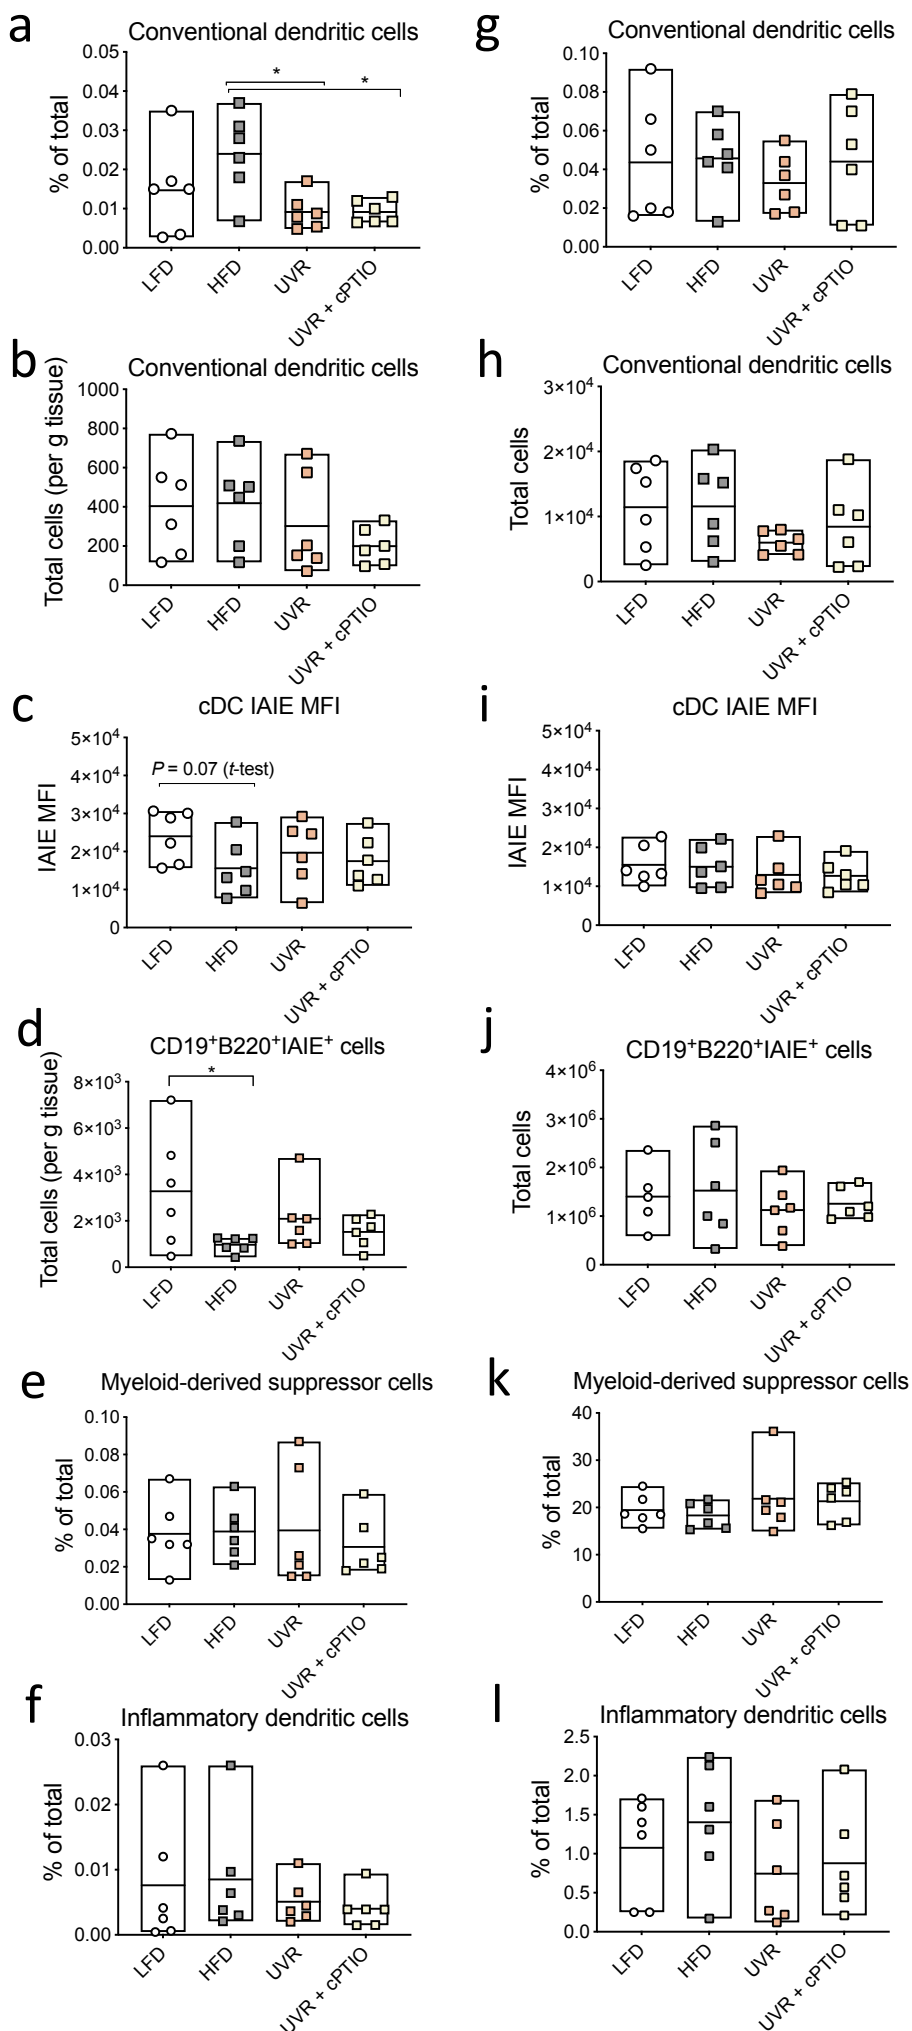 a
Conventional dendritic cells
% of total
0.05
0.04
0.03
0.02
0.01
0.00
*
*
LFD
HFD
UVR
UVR + cPTIO
g
Conventional dendritic cells
% of total
0.10
0.08
0.06
0.04
0.02
0.00
LFD
HFD
UVR
UVR + cPTIO
b
Conventional dendritic cells
Total cells (per g tissue)
1000
800
600
400
200
0
LFD
HFD
UVR
UVR + cPTIO
h
Conventional dendritic cells
Total cells
3×10⁴
2×10⁴
1×10⁴
0
LFD
HFD
UVR
UVR + cPTIO
c
cDC IAIE MFI
IAIE MFI
5×10⁴
4×10⁴
3×10⁴
2×10⁴
1×10⁴
0
P = 0.07 (t-test)
LFD
HFD
UVR
UVR + cPTIO
i
cDC IAIE MFI
IAIE MFI
5×10⁴
4×10⁴
3×10⁴
2×10⁴
1×10⁴
0
LFD
HFD
UVR
UVR + cPTIO
d
CD19⁺B220⁺IAIE⁺ cells
Total cells (per g tissue)
8×10³
6×10³
4×10³
2×10³
0
*
LFD
HFD
UVR
UVR + cPTIO
j
CD19⁺B220⁺IAIE⁺ cells
Total cells
4×10⁶
3×10⁶
2×10⁶
1×10⁶
0
LFD
HFD
UVR
UVR + cPTIO
e
Myeloid-derived suppressor cells
% of total
0.10
0.08
0.06
0.04
0.02
0.00
LFD
HFD
UVR
UVR + cPTIO
k
Myeloid-derived suppressor cells
% of total
40
30
20
10
0
LFD
HFD
UVR
UVR + cPTIO
f
Inflammatory dendritic cells
% of total
0.03
0.02
0.01
0.00
LFD
HFD
UVR
UVR + cPTIO
l
Inflammatory dendritic cells
% of total
2.5
2.0
1.5
1.0
0.5
0.0
LFD
HFD
UVR
UVR + cPTIO